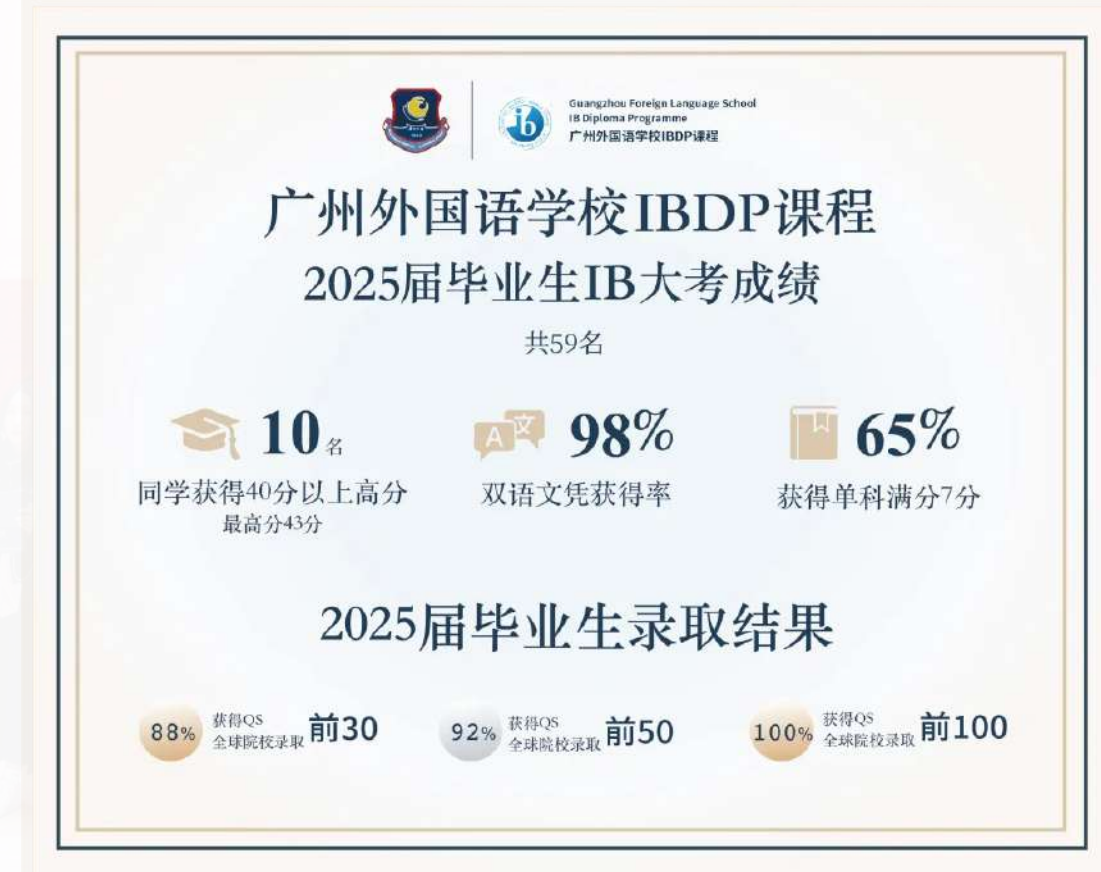 Guangzhou Foreign Language School
IB Diploma Programme
广州外国语学校IBDP课程
广州外国语学校IBDP课程
2025届毕业生IB大考成绩
共59名
10名
同学获得40分以上高分
最高分43分
A文 98%
双语文凭获得率
65%
获得单科满分7分
2025届毕业生录取结果
88% 获得QS
全球院校录取 前30
92% 获得QS
全球院校录取 前50
100% 获得QS
全球院校录取 前100